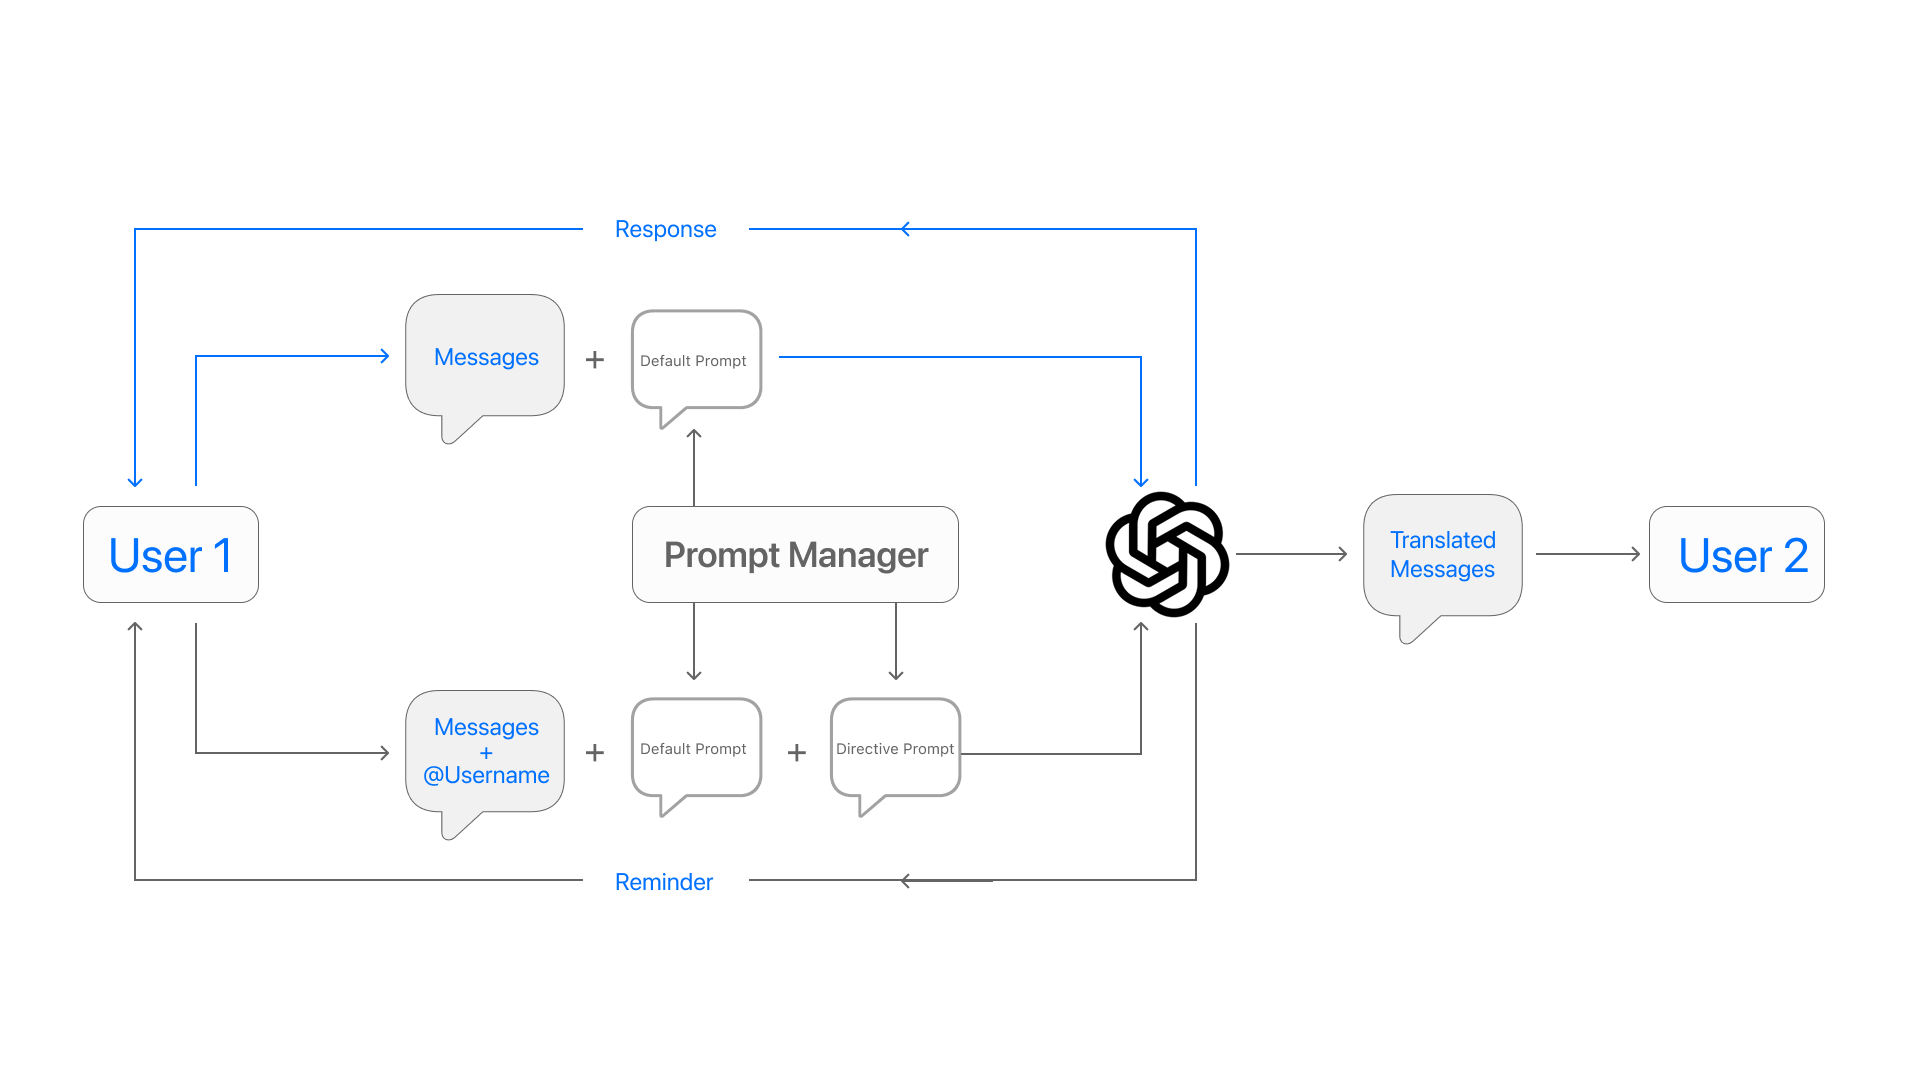 Response
Messages
+
Default Prompt
User 1
Prompt Manager
Translated
Messages
User 2
Messages
+
@Username
+
Default Prompt
+
Directive Prompt
Reminder